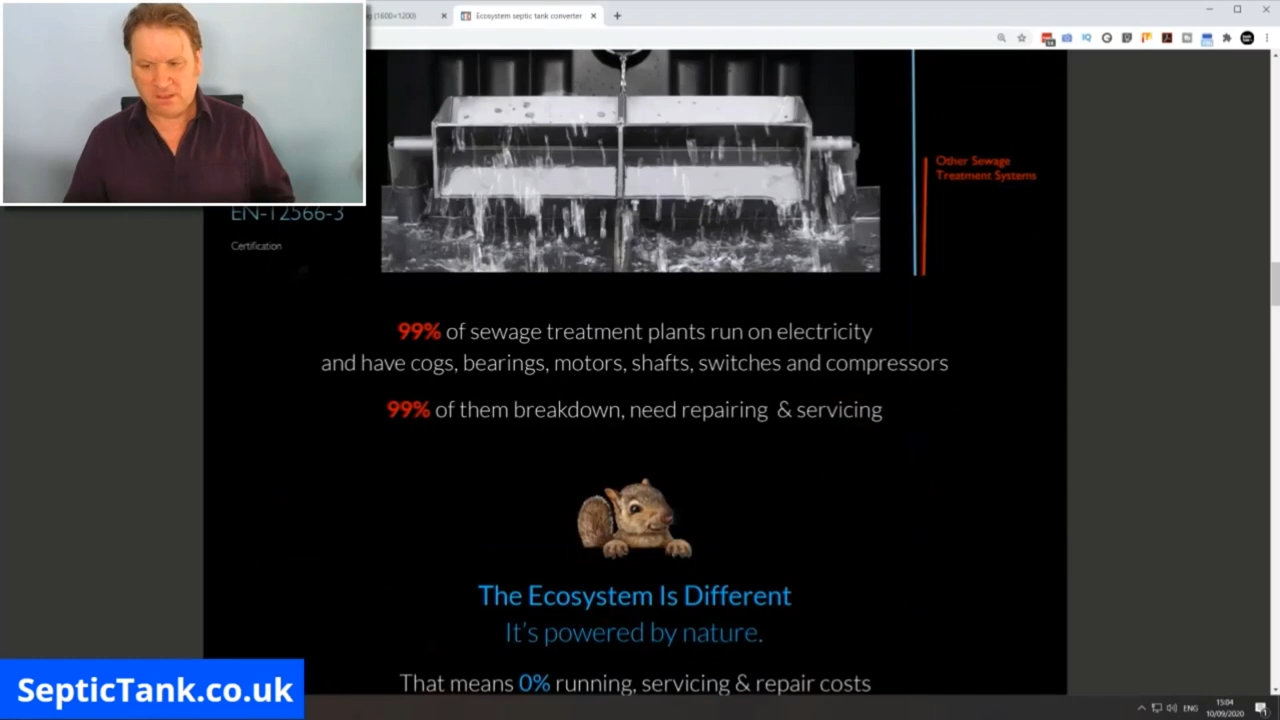 (1600×1200)
Ecosystem septic tank converter
Other Sewage
Treatment Systems
EN-12566-3
Certification
99% of sewage treatment plants run on electricity
and have cogs, bearings, motors, shafts, switches and compressors
99% of them breakdown, need repairing & servicing
The Ecosystem Is Different
It's powered by nature.
That means 0% running, servicing & repair costs
SepticTank.co.uk
ENG
15:04
10/09/2020